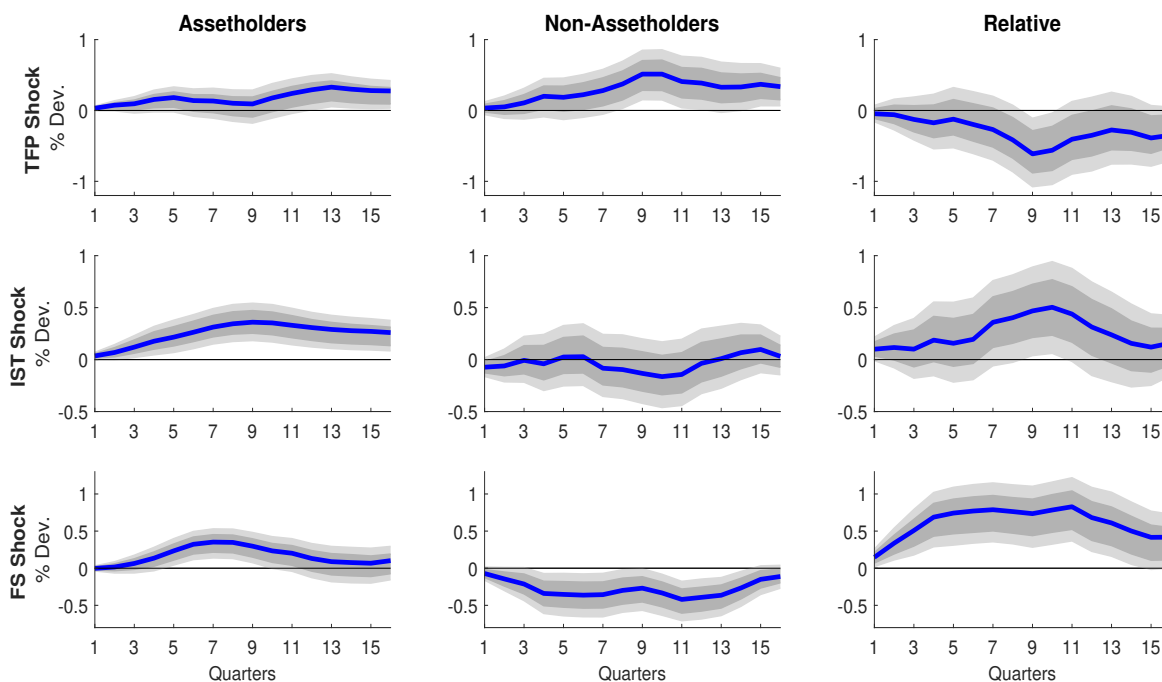 Assetholders Non-Assetholders Relative
TFP Shock
% Dev.
1 0 -1
1 3 5 7 9 11 13 15
1 0 -1
1 3 5 7 9 11 13 15
1 0 -1
1 3 5 7 9 11 13 15
IST Shock
% Dev.
1 0.5 0 -0.5
1 3 5 7 9 11 13 15
1 0.5 0 -0.5
1 3 5 7 9 11 13 15
1 0.5 0 -0.5
1 3 5 7 9 11 13 15
FS Shock
% Dev.
1 0.5 0 -0.5
1 3 5 7 9 11 13 15
Quarters
1 0.5 0 -0.5
1 3 5 7 9 11 13 15
Quarters
1 0.5 0 -0.5
1 3 5 7 9 11 13 15
Quarters